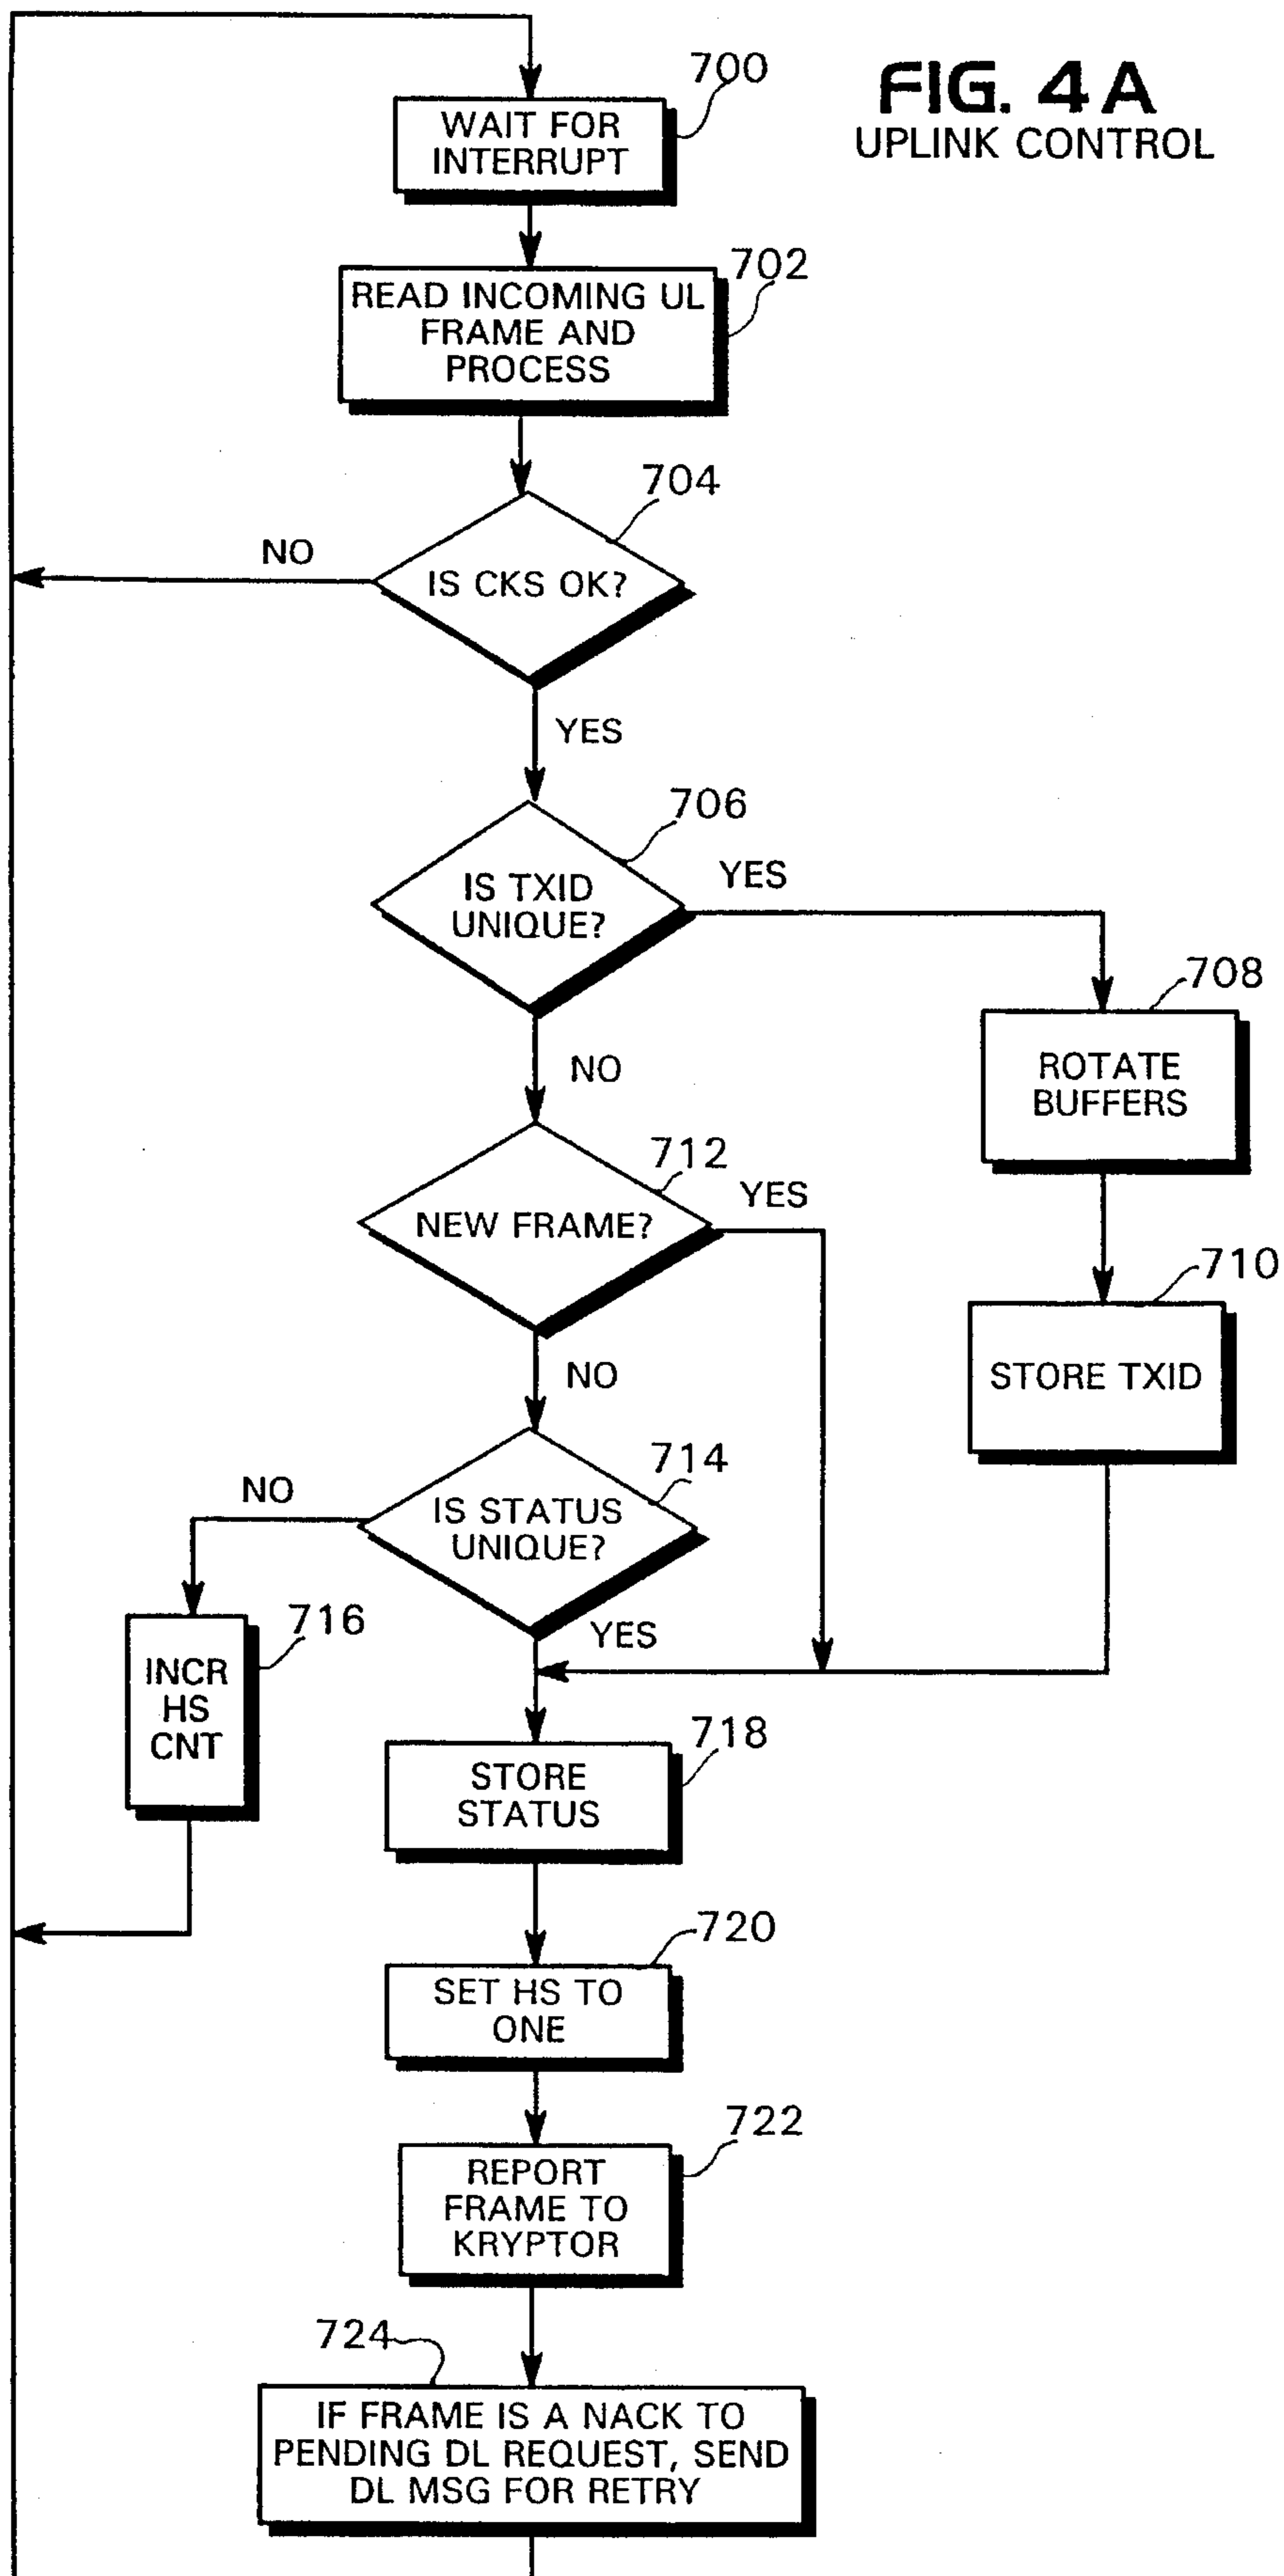 FIG. 4A
UPLINK CONTROL
700
WAIT FOR
INTERRUPT
702
READ INCOMING UL
FRAME AND
PROCESS
704
NO
IS CKS OK?
YES
706
IS TXID
UNIQUE?
YES
708
ROTATE
BUFFERS
NO
712
NEW FRAME?
YES
710
STORE TXID
NO
714
NO
IS STATUS
UNIQUE?
YES
716
INCR
HS
CNT
718
STORE
STATUS
720
SET HS TO
ONE
722
REPORT
FRAME TO
KRYPTOR
724
IF FRAME IS A NACK TO
PENDING DL REQUEST, SEND
DL MSG FOR RETRY